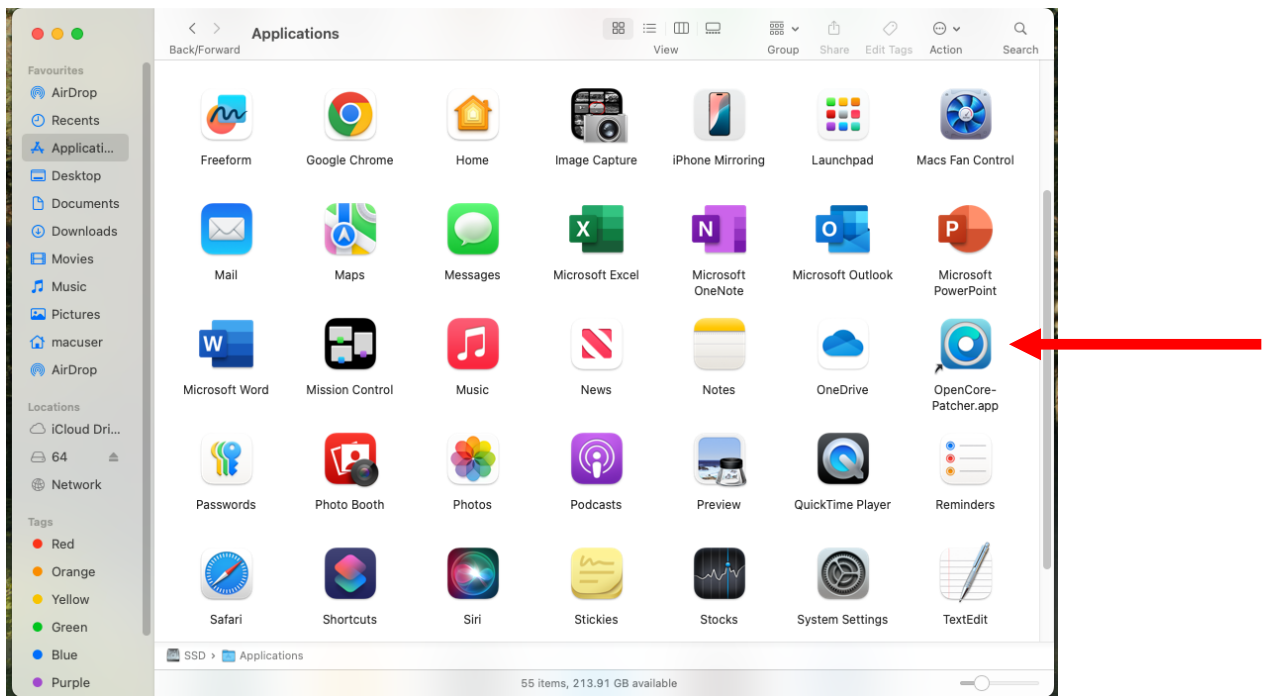 Applications
Back/Forward
View
Group
Share
Edit Tags
Action
Search
Favourites
AirDrop
Recents
Applicati...
Desktop
Documents
Downloads
Movies
Music
Pictures
macuser
AirDrop
Locations
iCloud Dri...
64
Network
Tags
Red
Orange
Yellow
Green
Blue
Purple
Freeform
Google Chrome
Home
Image Capture
iPhone Mirroring
Launchpad
Macs Fan Control
Mail
Maps
Messages
Microsoft Excel
Microsoft
OneNote
Microsoft Outlook
Microsoft
PowerPoint
Microsoft Word
Mission Control
Music
News
Notes
OneDrive
OpenCore-
Patcher.app
Passwords
Photo Booth
Photos
Podcasts
Preview
QuickTime Player
Reminders
Safari
Shortcuts
Siri
Stickies
Stocks
System Settings
TextEdit
SSD › Applications
55 items, 213.91 GB available